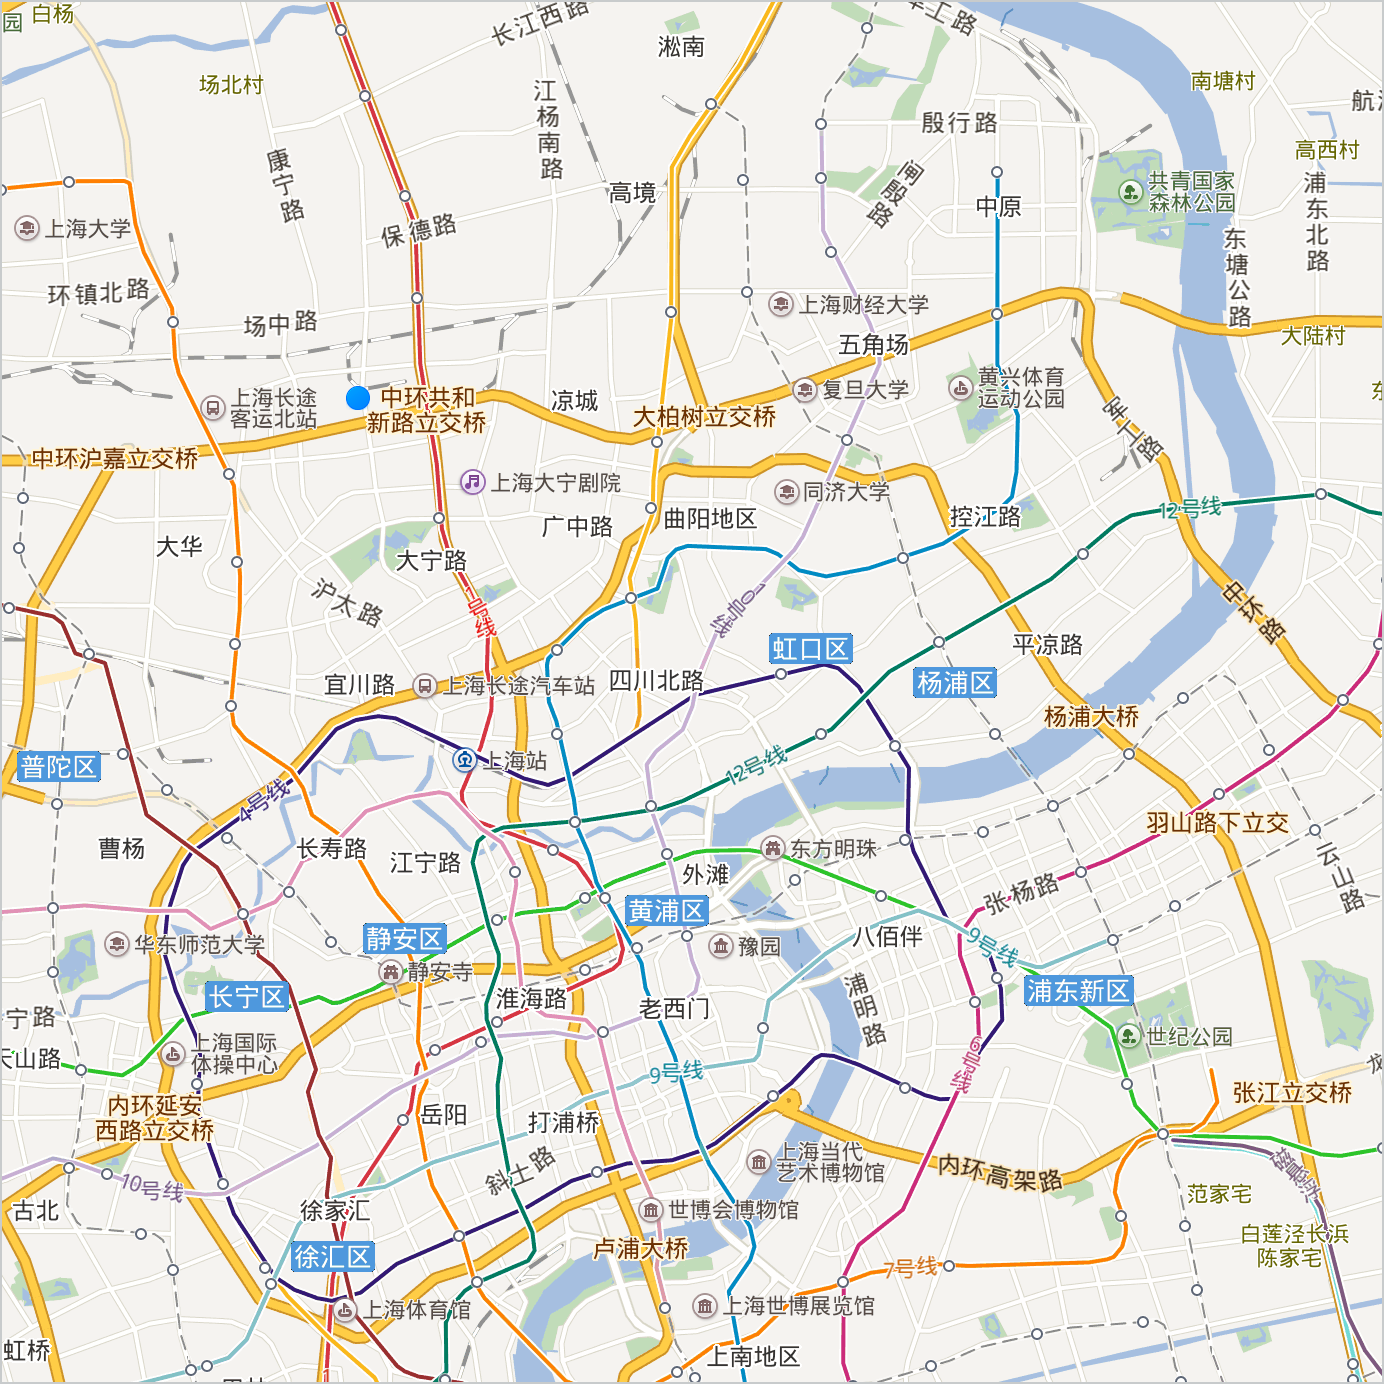 园
白杨
长江西路
军工路
淞南
场北村
南塘村
江杨南路
殷行路
康宁路
高西村
闸殷路
共青国家
森林公园
浦东北路
高境
中原
保德路
上海大学
东塘公路
环镇北路
上海财经大学
场中路
五角场
大陆村
上海长途
客运北站
中环共和
新路立交桥
凉城
大柏树立交桥
复旦大学
黄兴体育
运动公园
军工路
中环沪嘉立交桥
上海大宁剧院
同济大学
广中路
曲阳地区
控江路
12号线
大华
大宁路
沪太路
1号线
10号线
中环路
虹口区
平凉路
宜川路
上海长途汽车站
四川北路
杨浦区
杨浦大桥
普陀区
上海站
12号线
4号线
羽山路下立交
曹杨
长寿路
江宁路
东方明珠
外滩
云山路
张杨路
黄浦区
静安区
华东师范大学
豫园
八佰伴
9号线
静安寺
长宁区
淮海路
老西门
浦明路
浦东新区
宁路
上海国际
体操中心
天山路
世纪公园
9号线
6号线
内环延安
西路立交桥
岳阳
打浦桥
张江立交桥
上海当代
艺术博物馆
内环高架路
斜土路
磁悬浮
10号线
范家宅
古北
徐家汇
世博会博物馆
白莲泾长浜
陈家宅
徐汇区
卢浦大桥
7号线
上海体育馆
上海世博展览馆
虹桥
上南地区